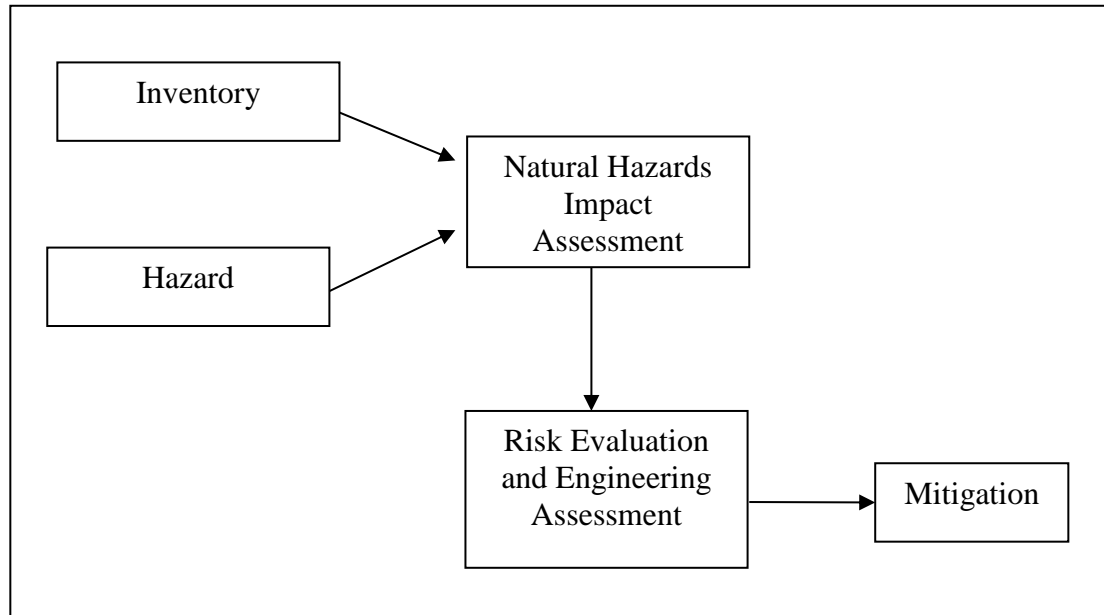 Inventory
Natural Hazards
Impact
Assessment
Hazard
Risk Evaluation
and Engineering
Assessment
Mitigation